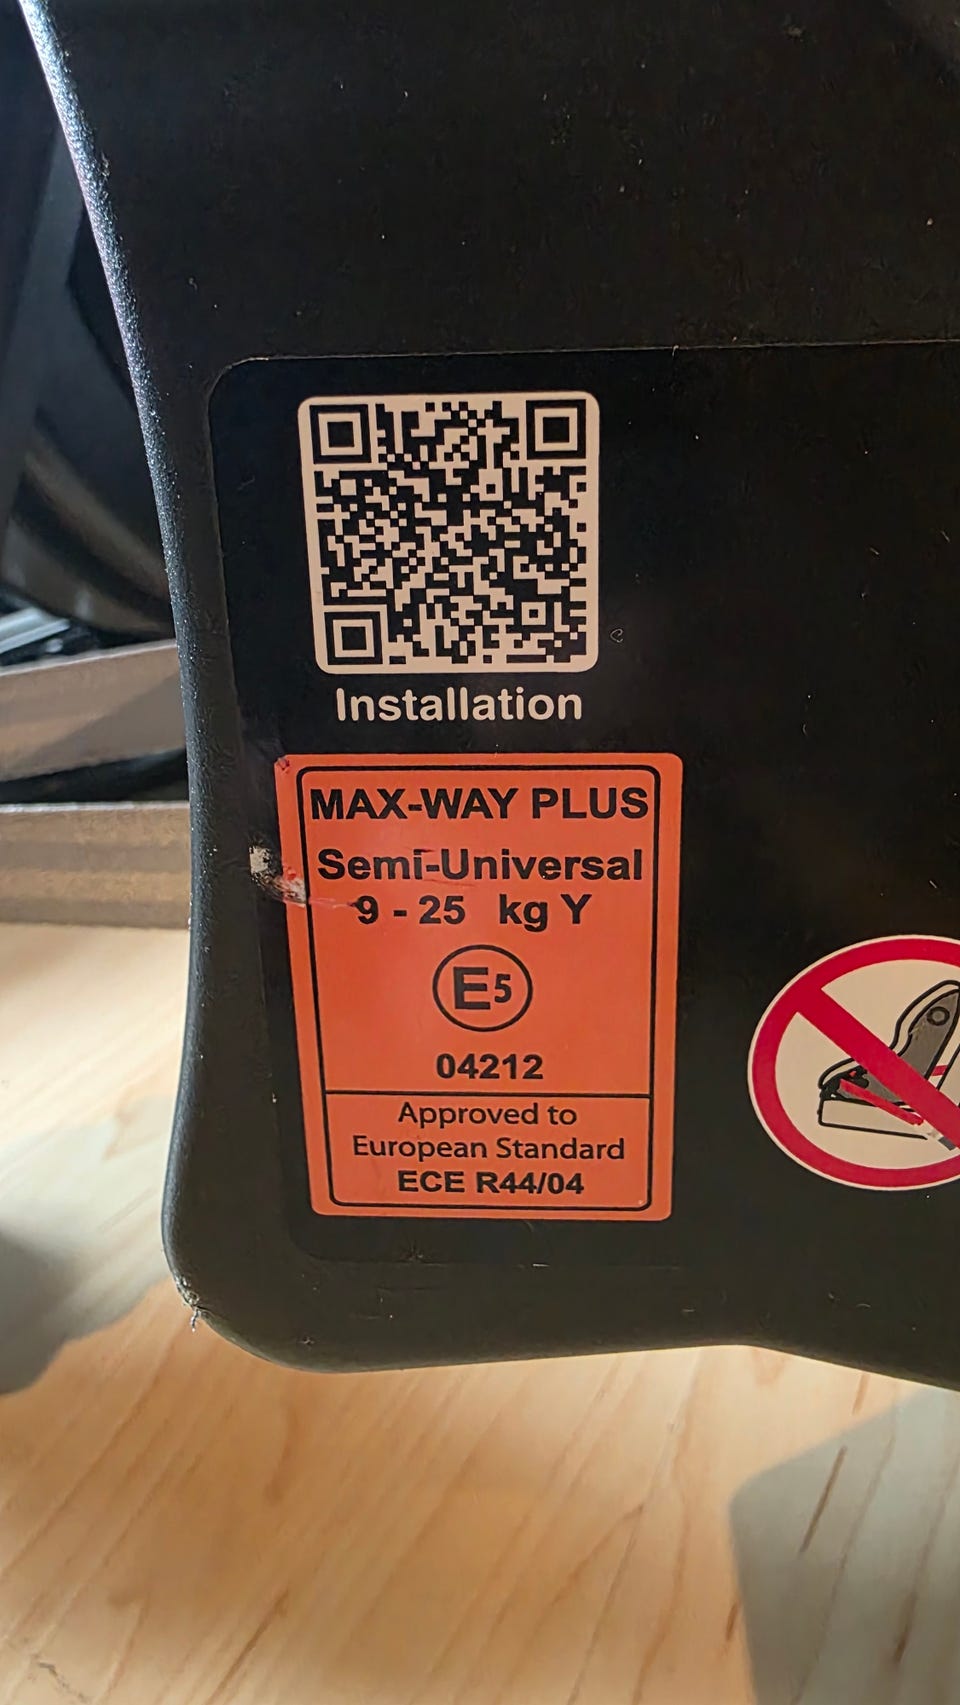 Installation
MAX-WAY PLUS
Semi-Universal
9 - 25 kg Y
E5
04212
Approved to
European Standard
ECE R44/04